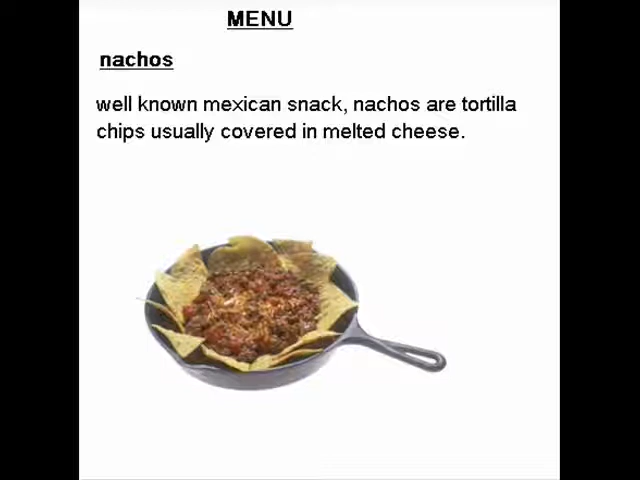 MENU
nachos
well known mexican snack, nachos are tortilla
chips usually covered in melted cheese.